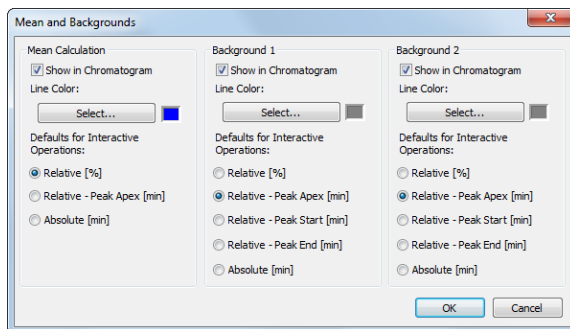 Mean and Backgrounds
Mean Calculation
Show in Chromatogram
Line Color:
Select...
Defaults for Interactive
Operations:
Relative [%]
Relative - Peak Apex [min]
Absolute [min]
Background 1
Show in Chromatogram
Line Color:
Select...
Defaults for Interactive
Operations:
Relative [%]
Relative - Peak Apex [min]
Relative - Peak Start [min]
Relative - Peak End [min]
Absolute [min]
Background 2
Show in Chromatogram
Line Color:
Select...
Defaults for Interactive
Operations:
Relative [%]
Relative - Peak Apex [min]
Relative - Peak Start [min]
Relative - Peak End [min]
Absolute [min]
OK
Cancel